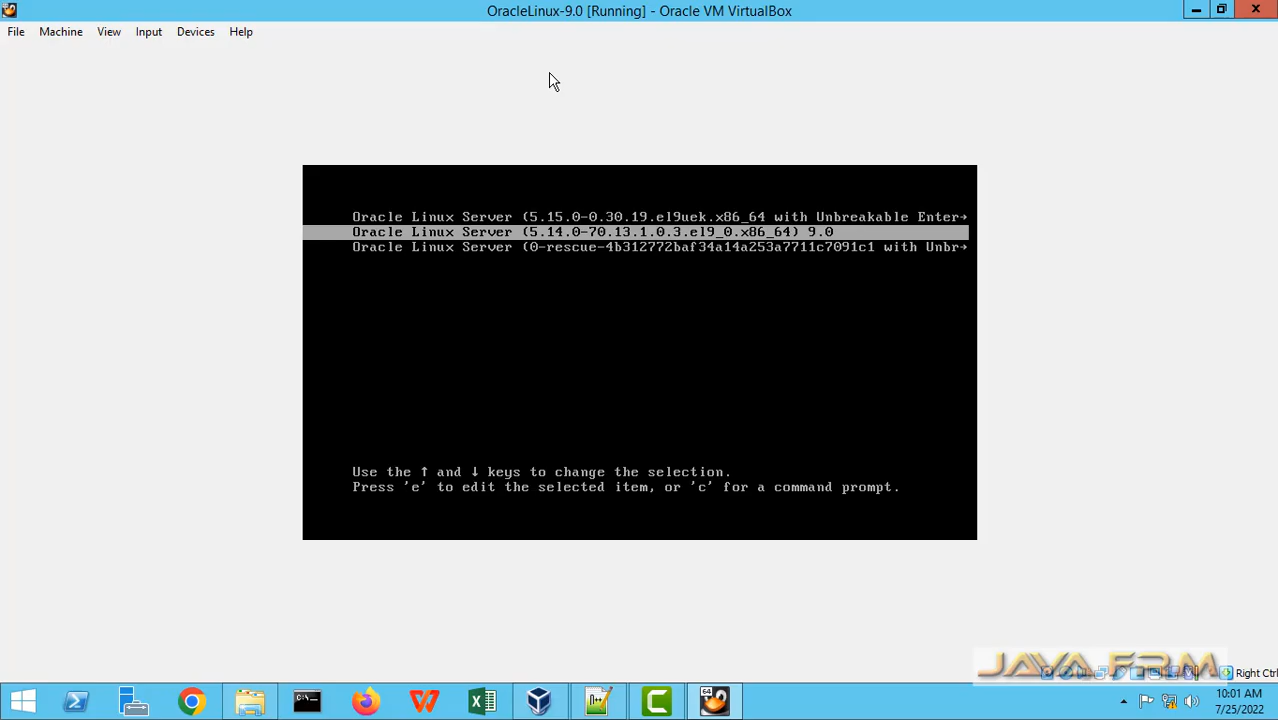 OracleLinux-9.0 [Running] - Oracle VM VirtualBox
File Machine View Input Devices Help
Oracle Linux Server (5.15.0-0.30.19.el9uek.x86_64 with Unbreakable Enter→
Oracle Linux Server (5.14.0-70.13.1.0.3.el9_0.x86_64) 9.0
Oracle Linux Server (0-rescue-4b312772baf34a14a253a7711c7091c1 with Unbr→
Use the ↑ and ↓ keys to change the selection.
Press 'e' to edit the selected item, or 'c' for a command prompt.
JAVA FRM
Right Ctrl
10:01 AM
7/25/2022